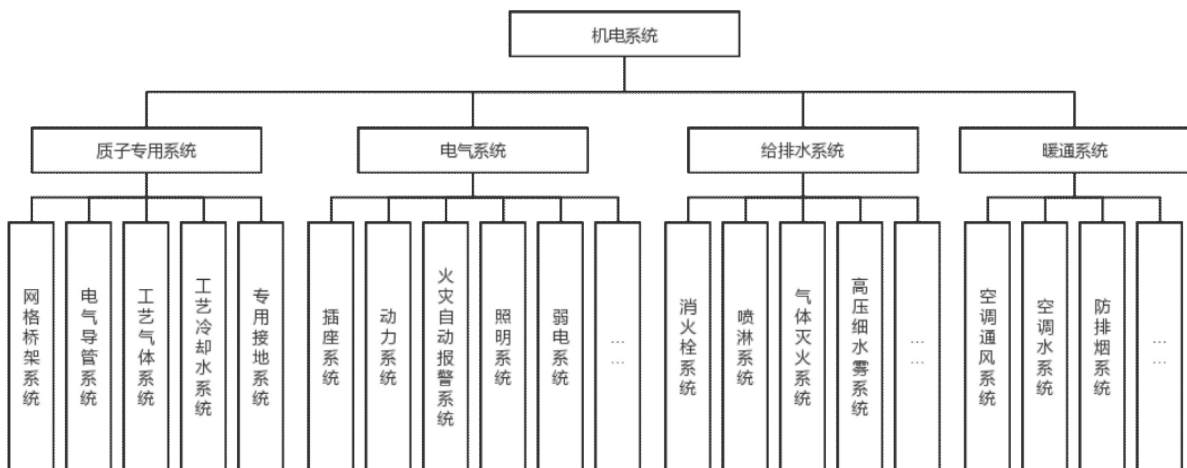 机电系统
质子专用系统
电气系统
给排水系统
暖通系统
网格桥架系统
电气导管系统
工艺气体系统
工艺冷却水系统
专用接地系统
插座系统
动力系统
火灾自动报警系统
照明系统
弱电系统
……
消火栓系统
喷淋系统
气体灭火系统
高压细水雾系统
……
空调通风系统
空调水系统
防排烟系统
……